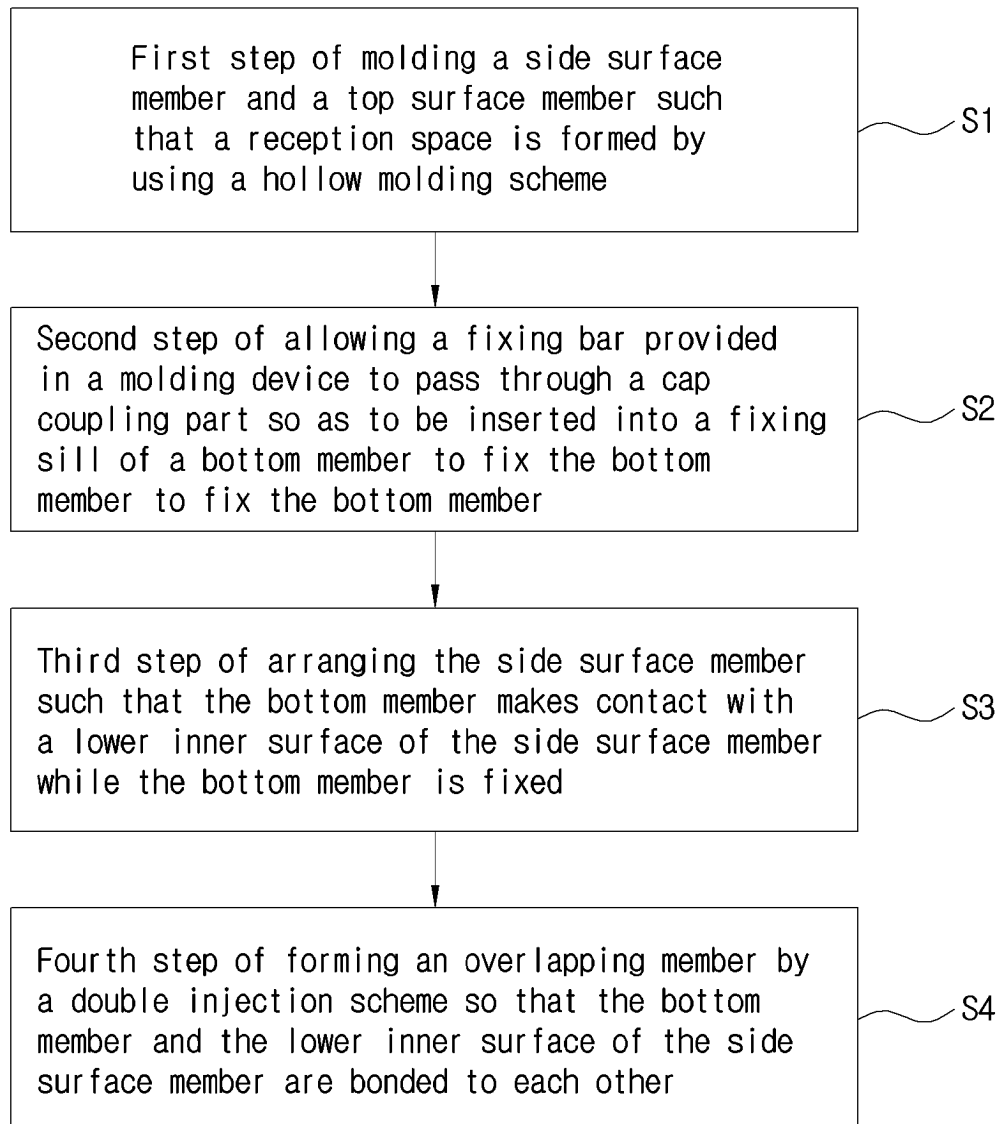 First step of molding a side surface
member and a top surface member such
that a reception space is formed by
using a hollow molding scheme
S1
Second step of allowing a fixing bar provided
in a molding device to pass through a cap
coupling part so as to be inserted into a fixing
sill of a bottom member to fix the bottom
member to fix the bottom member
S2
Third step of arranging the side surface member
such that the bottom member makes contact with
a lower inner surface of the side surface member
while the bottom member is fixed
S3
Fourth step of forming an overlapping member by
a double injection scheme so that the bottom
member and the lower inner surface of the side
surface member are bonded to each other
S4